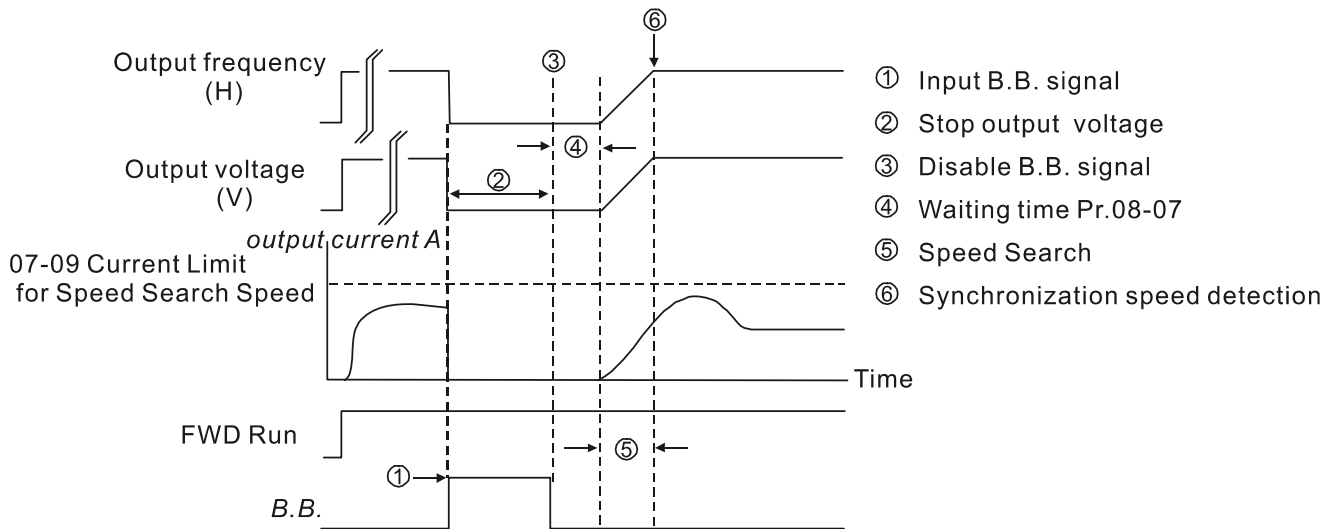 ⑥
Output frequency
(H)
③
④
Output voltage
(V)
②
output current A
07-09 Current Limit
for Speed Search Speed
Time
FWD Run
⑤
①
B.B.
① Input B.B. signal
② Stop output voltage
③ Disable B.B. signal
④ Waiting time Pr.08-07
⑤ Speed Search
⑥ Synchronization speed detection